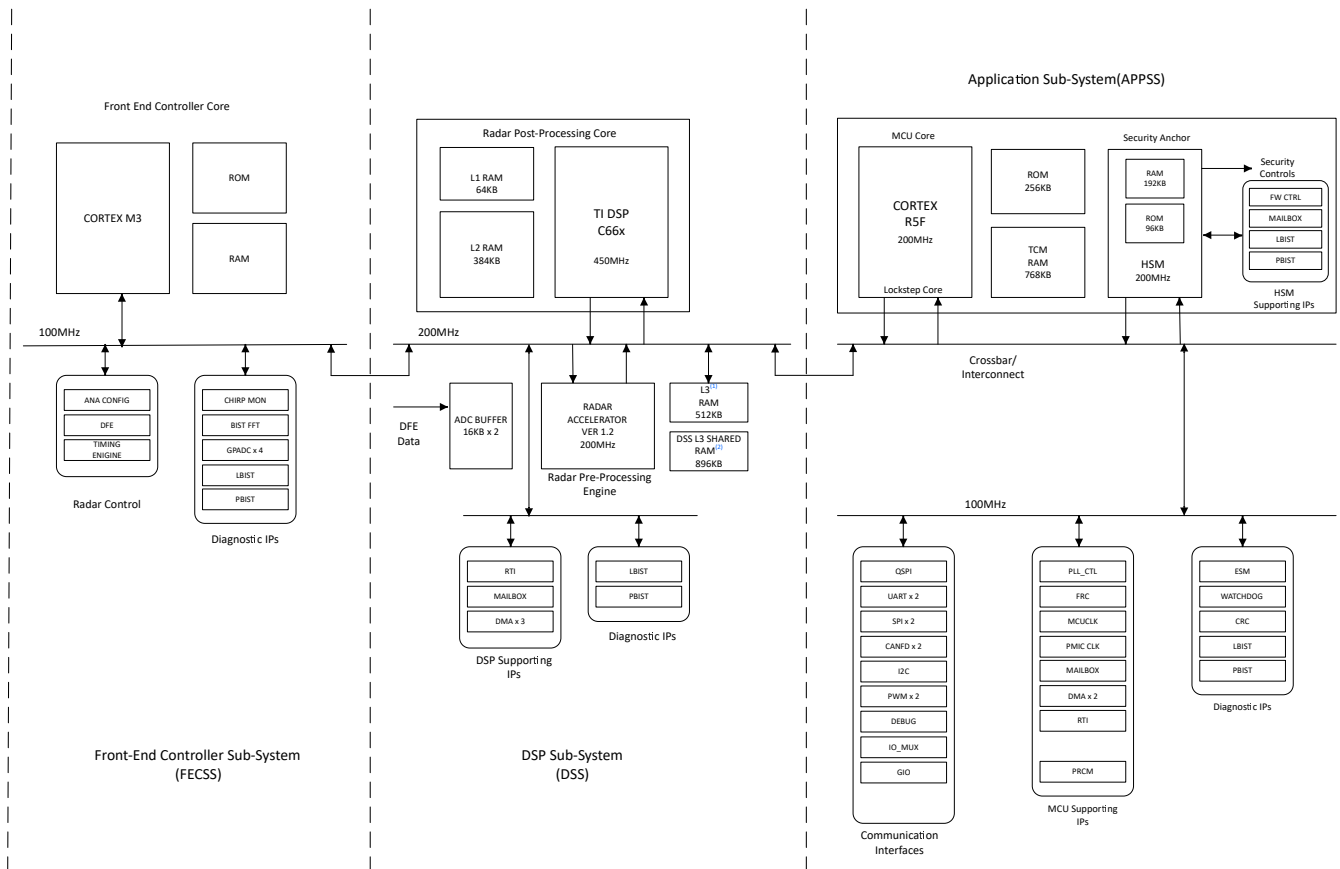 Front End Controller Core
CORTEX M3
ROM
RAM
100MHz
ANA CONFIG
DFE
TIMING
ENIGINE
Radar Control
CHIRP MON
BIST FFT
GPADC x 4
LBIST
PBIST
Diagnostic IPs
Front-End Controller Sub-System
(FECSS)
Radar Post-Processing Core
L1 RAM
64KB
L2 RAM
384KB
TI DSP
C66x
450MHz
200MHz
DFE
Data
ADC BUFFER
16KB x 2
RADAR
ACCELERATOR
VER 1.2
200MHz
Radar Pre-Processing
Engine
L3(1)
RAM
512KB
DSS L3 SHARED
RAM(2)
896KB
RTI
MAILBOX
DMA x 3
DSP Supporting
IPs
LBIST
PBIST
Diagnostic IPs
DSP Sub-System
(DSS)
Application Sub-System(APPSS)
MCU Core
CORTEX
R5F
200MHz
Lockstep Core
ROM
256KB
TCM
RAM
768KB
Security Anchor
RAM
192KB
ROM
96KB
HSM
200MHz
Security
Controls
FW CTRL
MAILBOX
LBIST
PBIST
HSM
Supporting IPs
Crossbar/
Interconnect
100MHz
QSPI
UART x 2
SPI x 2
CANFD x 2
I2C
PWM x 2
DEBUG
IO_MUX
GIO
Communication
Interfaces
PLL_CTL
FRC
MCUCLK
PMIC CLK
MAILBOX
DMA x 2
RTI
PRCM
MCU Supporting
IPs
ESM
WATCHDOG
CRC
LBIST
PBIST
Diagnostic IPs